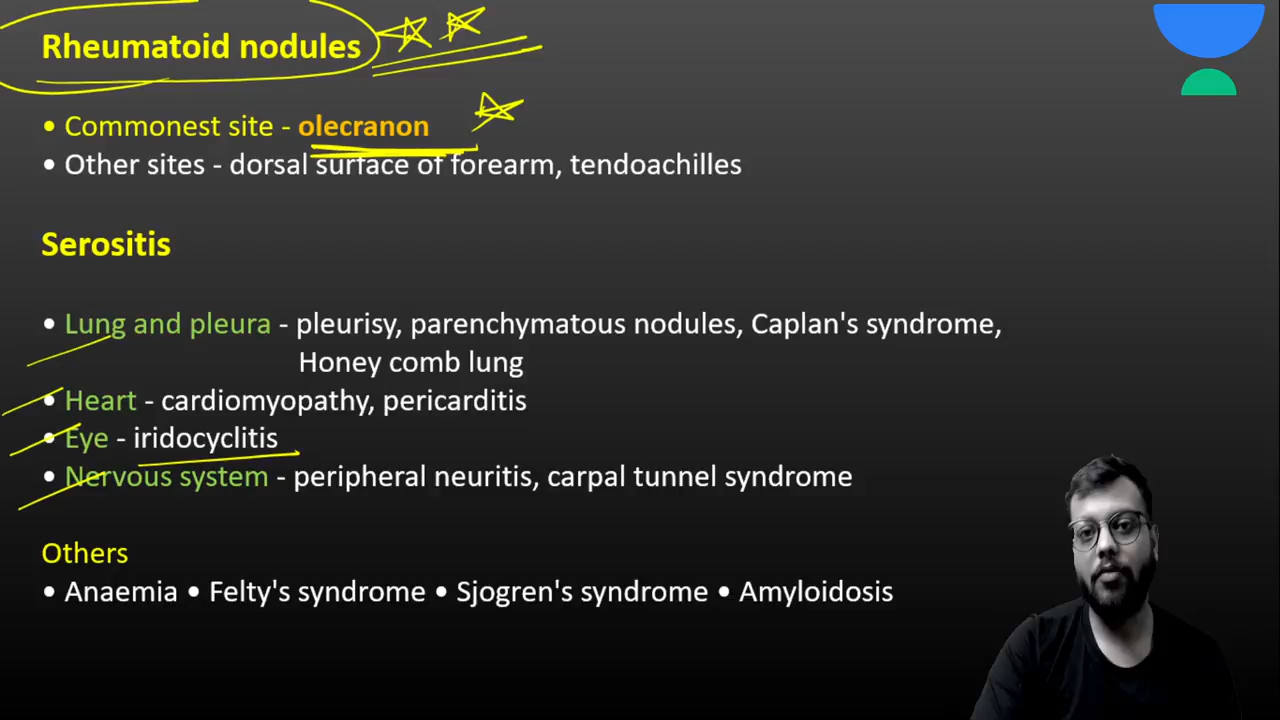 Rheumatoid nodules
• Commonest site - olecranon
• Other sites - dorsal surface of forearm, tendoachilles
Serositis
• Lung and pleura - pleurisy, parenchymatous nodules, Caplan's syndrome,
Honey comb lung
• Heart - cardiomyopathy, pericarditis
• Eye - iridocyclitis
• Nervous system - peripheral neuritis, carpal tunnel syndrome
Others
• Anaemia • Felty's syndrome • Sjogren's syndrome • Amyloidosis